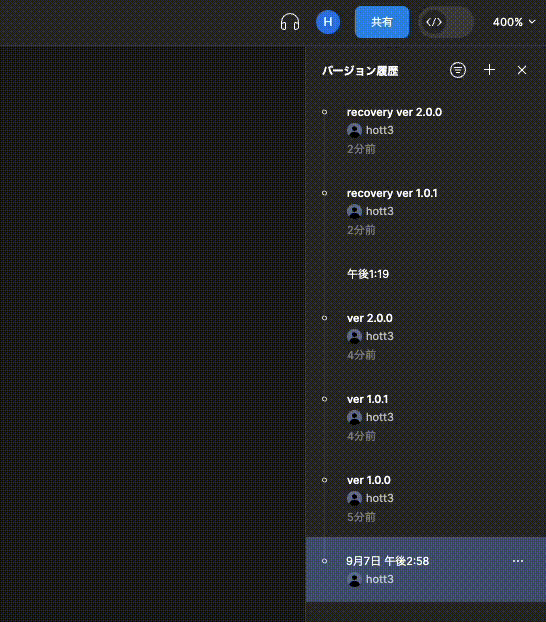 H
共有
</>
400%
バージョン履歴
recovery ver 2.0.0
hott3
2分前
recovery ver 1.0.1
hott3
2分前
午後1:19
ver 2.0.0
hott3
4分前
ver 1.0.1
hott3
4分前
ver 1.0.0
hott3
5分前
9月7日 午後2:58
hott3